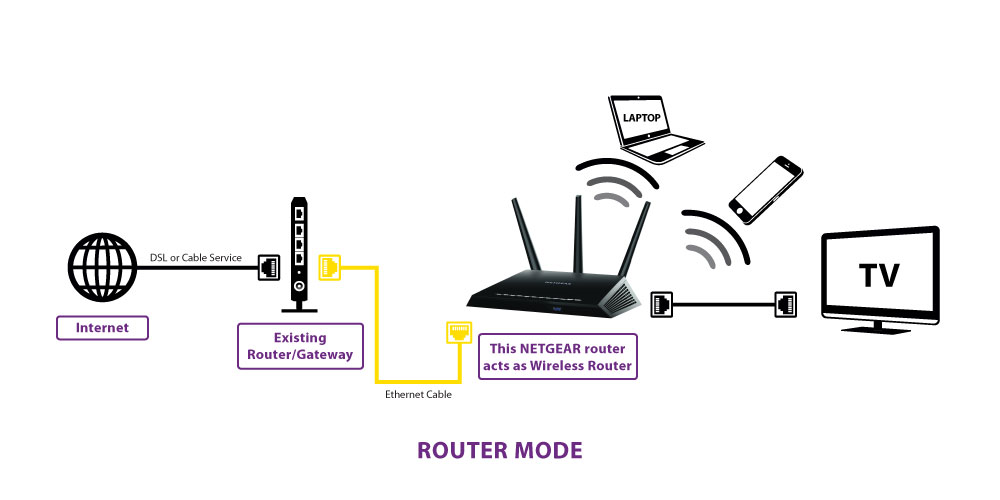 LAPTOP
DSL or Cable Service
TV
NETGEAR
Internet
Existing
Router/Gateway
This NETGEAR router
acts as Wireless Router
Ethernet Cable
ROUTER MODE